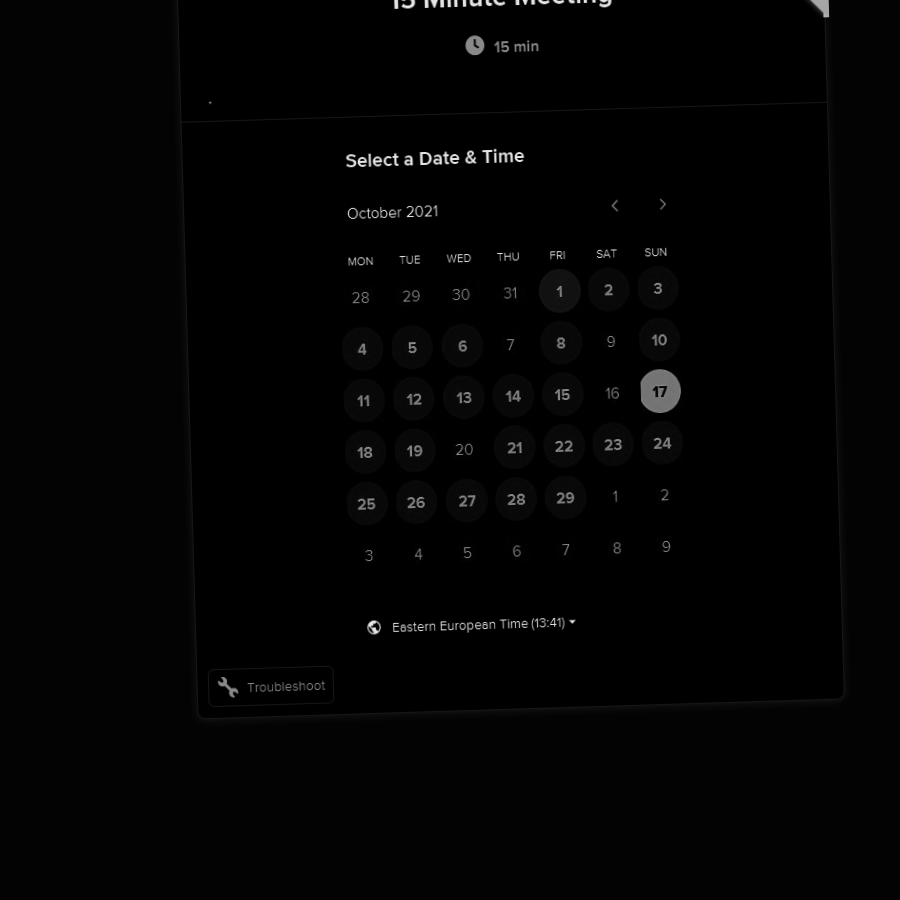 15 Minute Meeting
15 min
.
Select a Date & Time
October 2021
MON TUE WED THU FRI SAT SUN
28 29 30 31 1 2 3
4 5 6 7 8 9 10
11 12 13 14 15 16 17
18 19 20 21 22 23 24
25 26 27 28 29 1 2
3 4 5 6 7 8 9
Eastern European Time (13:41)
Troubleshoot